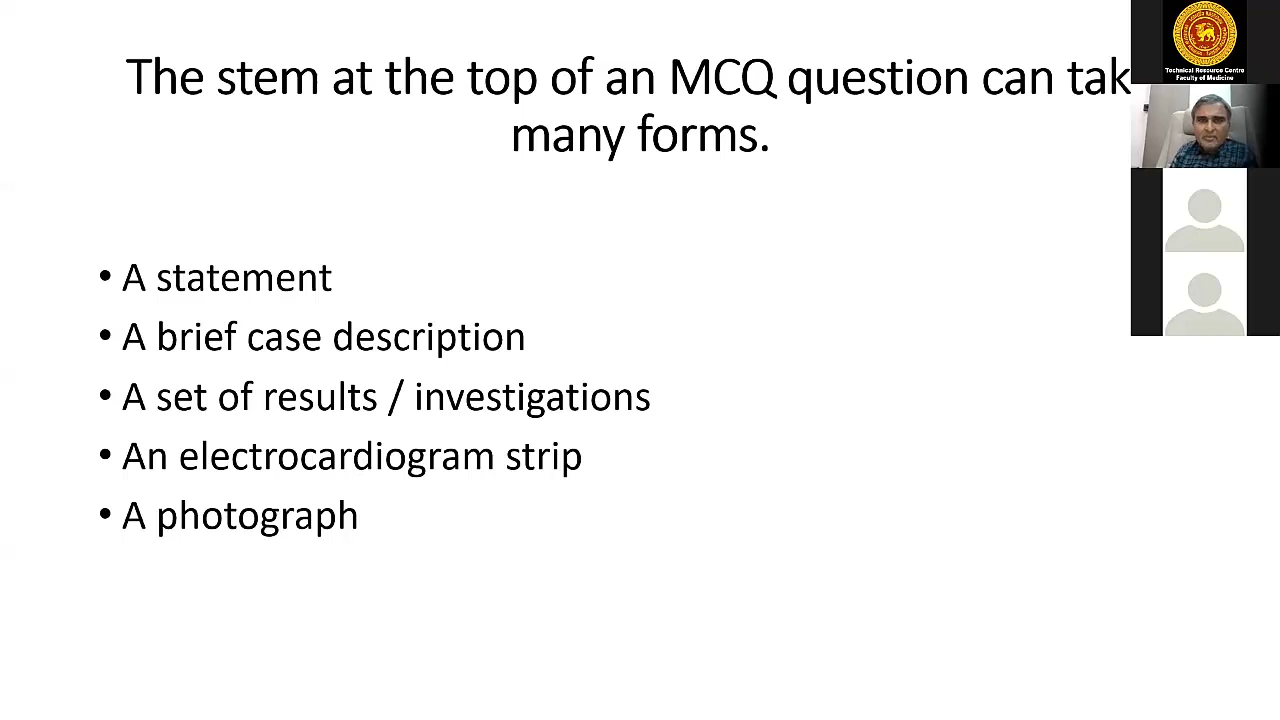 The stem at the top of an MCQ question can tak
many forms.
• A statement
• A brief case description
• A set of results / investigations
• An electrocardiogram strip
• A photograph
Technical Resource Centre
Faculty of Medicine